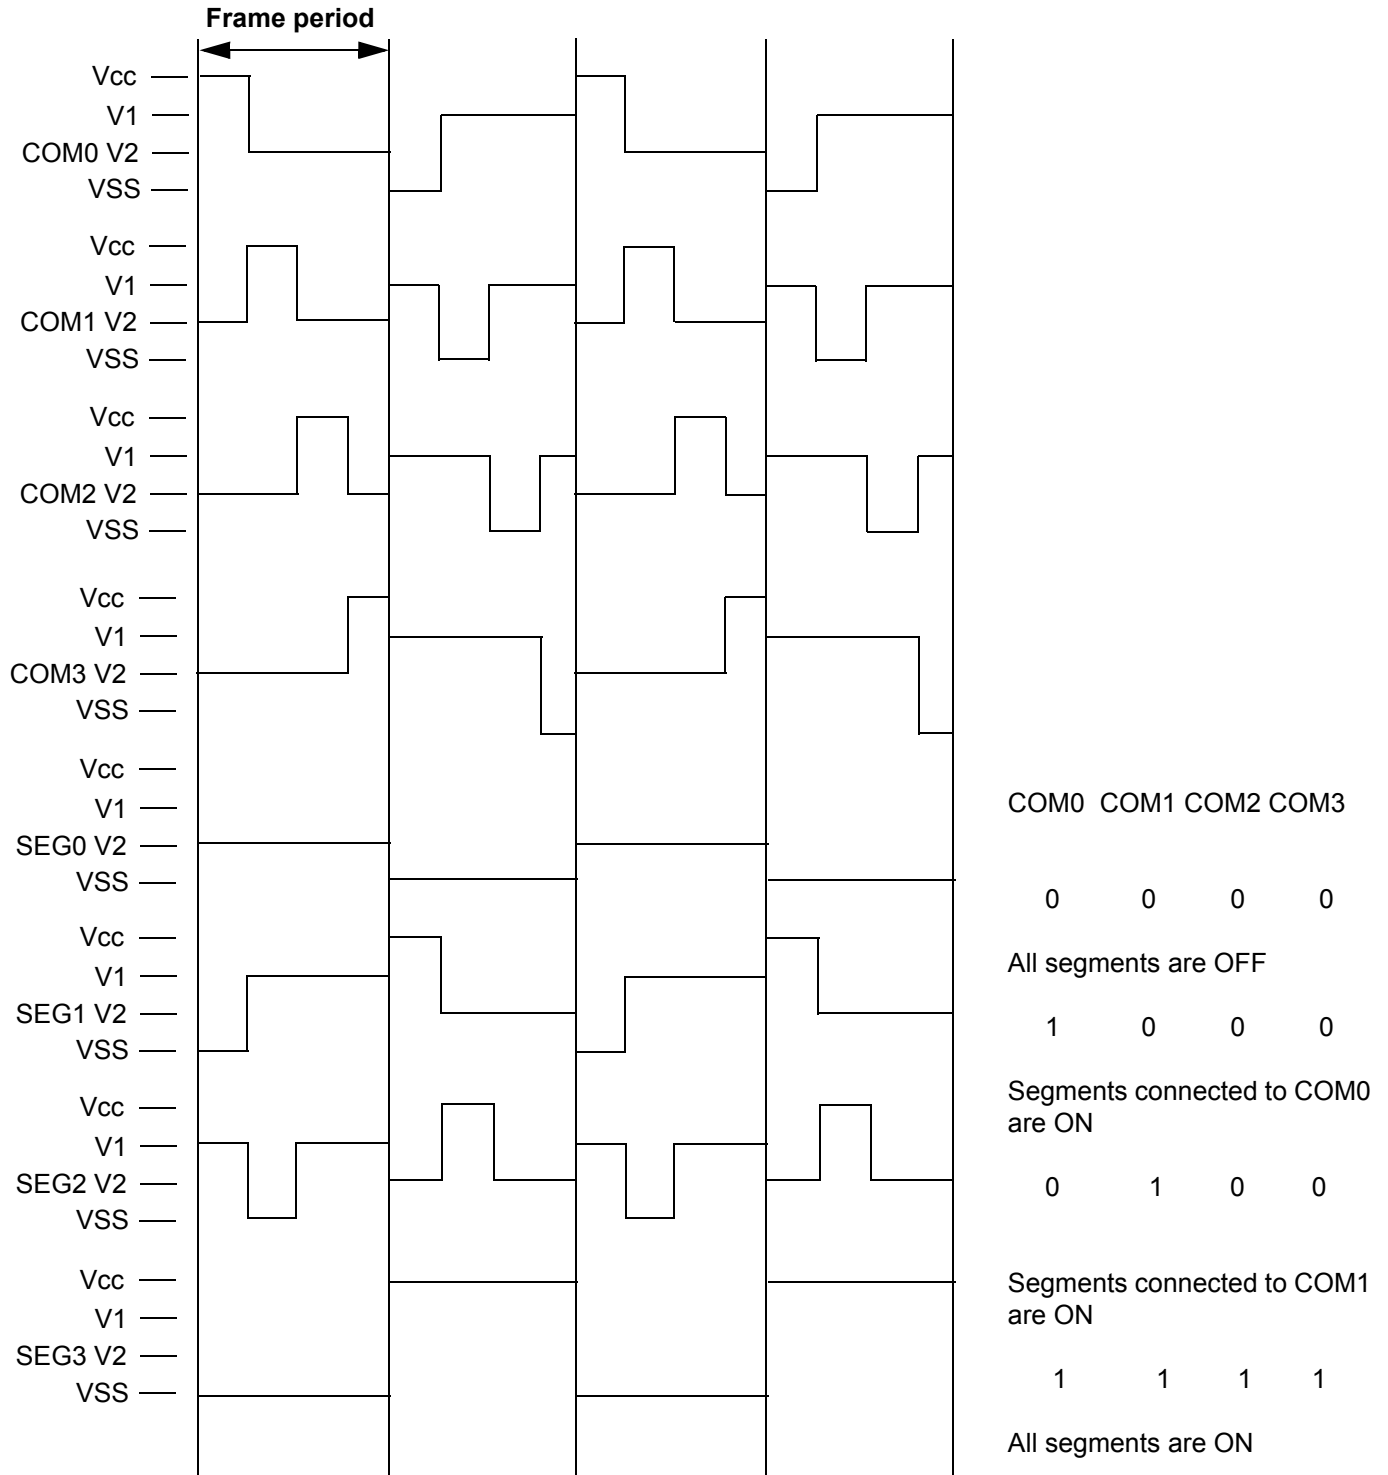 Frame period
Vcc
V1
COM0 V2
VSS
Vcc
V1
COM1 V2
VSS
Vcc
V1
COM2 V2
VSS
Vcc
V1
COM3 V2
VSS
Vcc
V1
SEG0 V2
VSS
Vcc
V1
SEG1 V2
VSS
Vcc
V1
SEG2 V2
VSS
Vcc
V1
SEG3 V2
VSS
COM0 COM1 COM2 COM3
0 0 0 0
All segments are OFF
1 0 0 0
Segments connected to COM0
are ON
0 1 0 0
Segments connected to COM1
are ON
1 1 1 1
All segments are ON